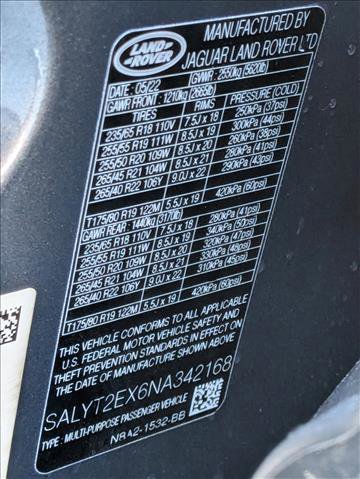 LAND
ROVER
MANUFACTURED BY
JAGUAR LAND ROVER LTD
DATE: 05/22 GVWR: 2550kg (5620lb)
GAWR FRONT: 1210kg (2665lb)
TIRES RIMS PRESSURE (COLD)
235/65 R18 110V 7.5J x 18 250kPa (37psi)
255/55 R19 111W 8.5J x 19 300kPa (44psi)
255/50 R20 109W 8.5J x 20 260kPa (38psi)
265/45 R21 104W 8.5J x 21 280kPa (41psi)
265/40 R22 106Y 9.0J x 22 290kPa (43psi)
T175/80 R19 122M 5.5J x 19 420kPa (60psi)
GAWR REAR: 1440kg (3170lb)
235/65 R18 110V 7.5J x 18 280kPa (41psi)
255/55 R19 111W 8.5J x 19 340kPa (50psi)
255/50 R20 109W 8.5J x 20 320kPa (47psi)
265/45 R21 104W 8.5J x 21 330kPa (48psi)
265/40 R22 106Y 9.0J x 22 310kPa (45psi)
T175/80 R19 122M 5.5J x 19 420kPa (60psi)
THIS VEHICLE CONFORMS TO ALL APPLICABLE
U.S. FEDERAL MOTOR VEHICLE SAFETY AND
THEFT PREVENTION STANDARDS IN EFFECT ON
THE DATE OF MANUFACTURE SHOWN ABOVE
SALYT2EX6NA342168
TYPE: MULTI-PURPOSE PASSENGER VEHICLE
N8A2-1532-BB